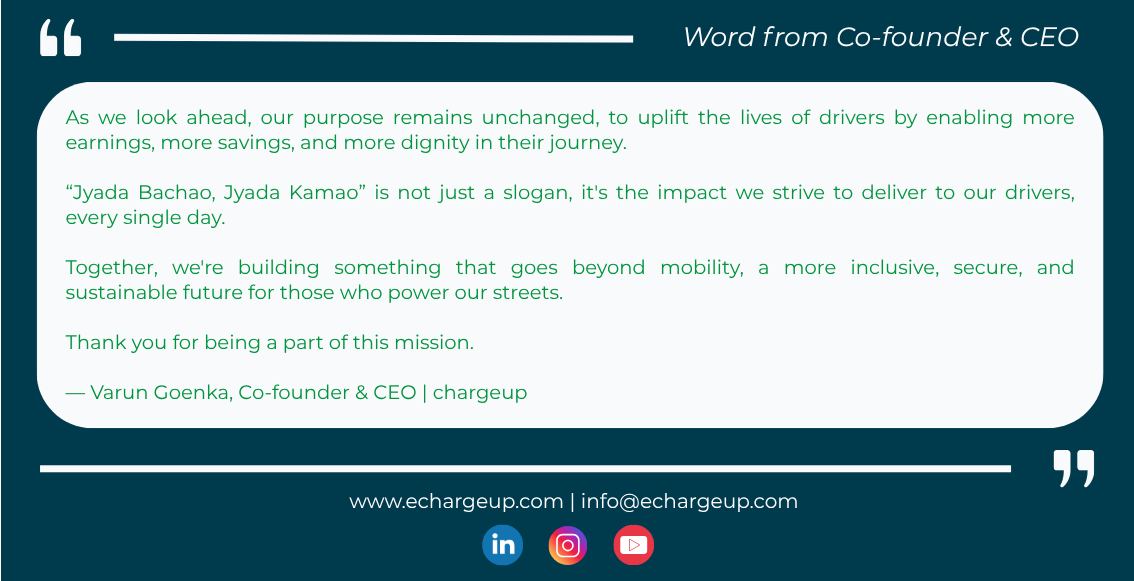 Word from Co-founder & CEO
As we look ahead, our purpose remains unchanged, to uplift the lives of drivers by enabling more
earnings, more savings, and more dignity in their journey.
“Jyada Bachao, Jyada Kamao” is not just a slogan, it's the impact we strive to deliver to our drivers,
every single day.
Together, we're building something that goes beyond mobility, a more inclusive, secure, and
sustainable future for those who power our streets.
Thank you for being a part of this mission.
— Varun Goenka, Co-founder & CEO | chargeup
www.echargeup.com | info@echargeup.com
in